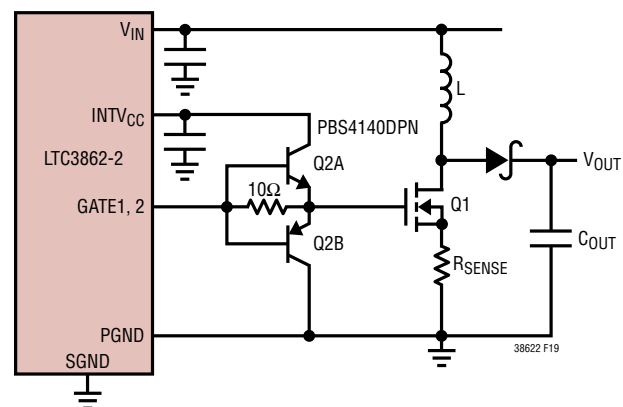 VIN
L
INTVCC
PBS4140DPN
LTC3862-2
Q2A
VOUT
10Ω
GATE1, 2
Q1
Q2B
COUT
RSENSE
PGND
38622 F19
SGND